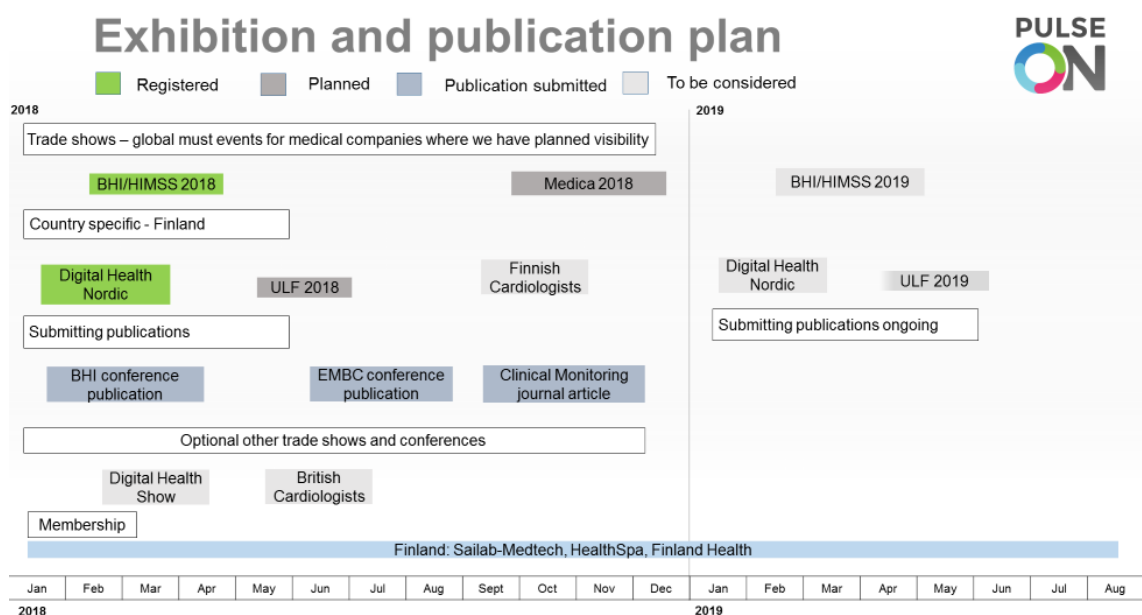 Exhibition and publication plan
PULSE
ON
Registered
Planned
Publication submitted
To be considered
2018
2019
Trade shows – global must events for medical companies where we have planned visibility
BHI/HIMSS 2018
Medica 2018
BHI/HIMSS 2019
Country specific - Finland
Digital Health
Nordic
ULF 2018
Finnish
Cardiologists
Digital Health
Nordic
ULF 2019
Submitting publications
Submitting publications ongoing
BHI conference
publication
EMBC conference
publication
Clinical Monitoring
journal article
Optional other trade shows and conferences
Digital Health
Show
British
Cardiologists
Membership
Finland: Sailab-Medtech, HealthSpa, Finland Health
Jan Feb Mar Apr May Jun Jul Aug Sept Oct Nov Dec Jan Feb Mar Apr May Jun Jul Aug
2018
2019